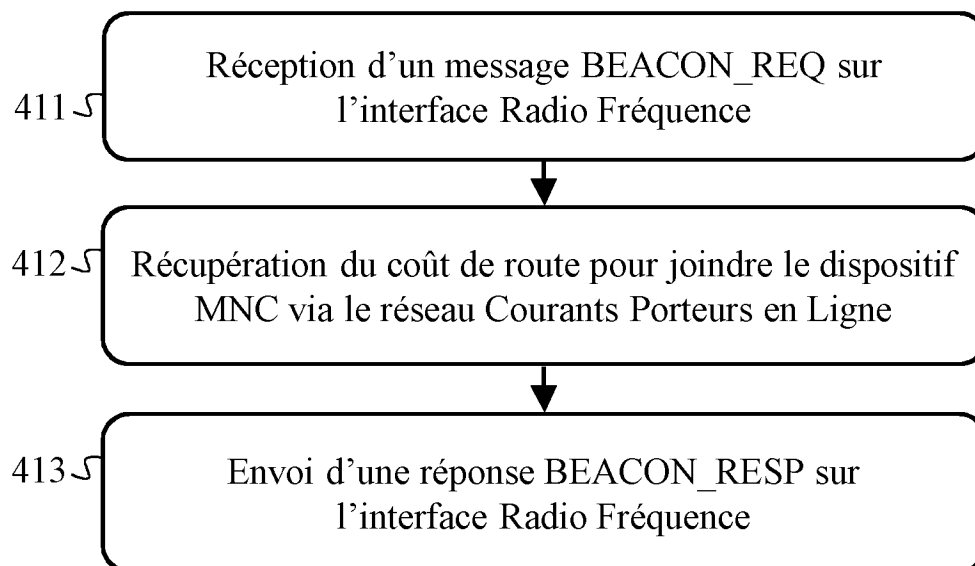 411
Réception d'un message BEACON_REQ sur
l'interface Radio Fréquence
412
Récupération du coût de route pour joindre le dispositif
MNC via le réseau Courants Porteurs en Ligne
413
Envoi d'une réponse BEACON_RESP sur
l'interface Radio Fréquence